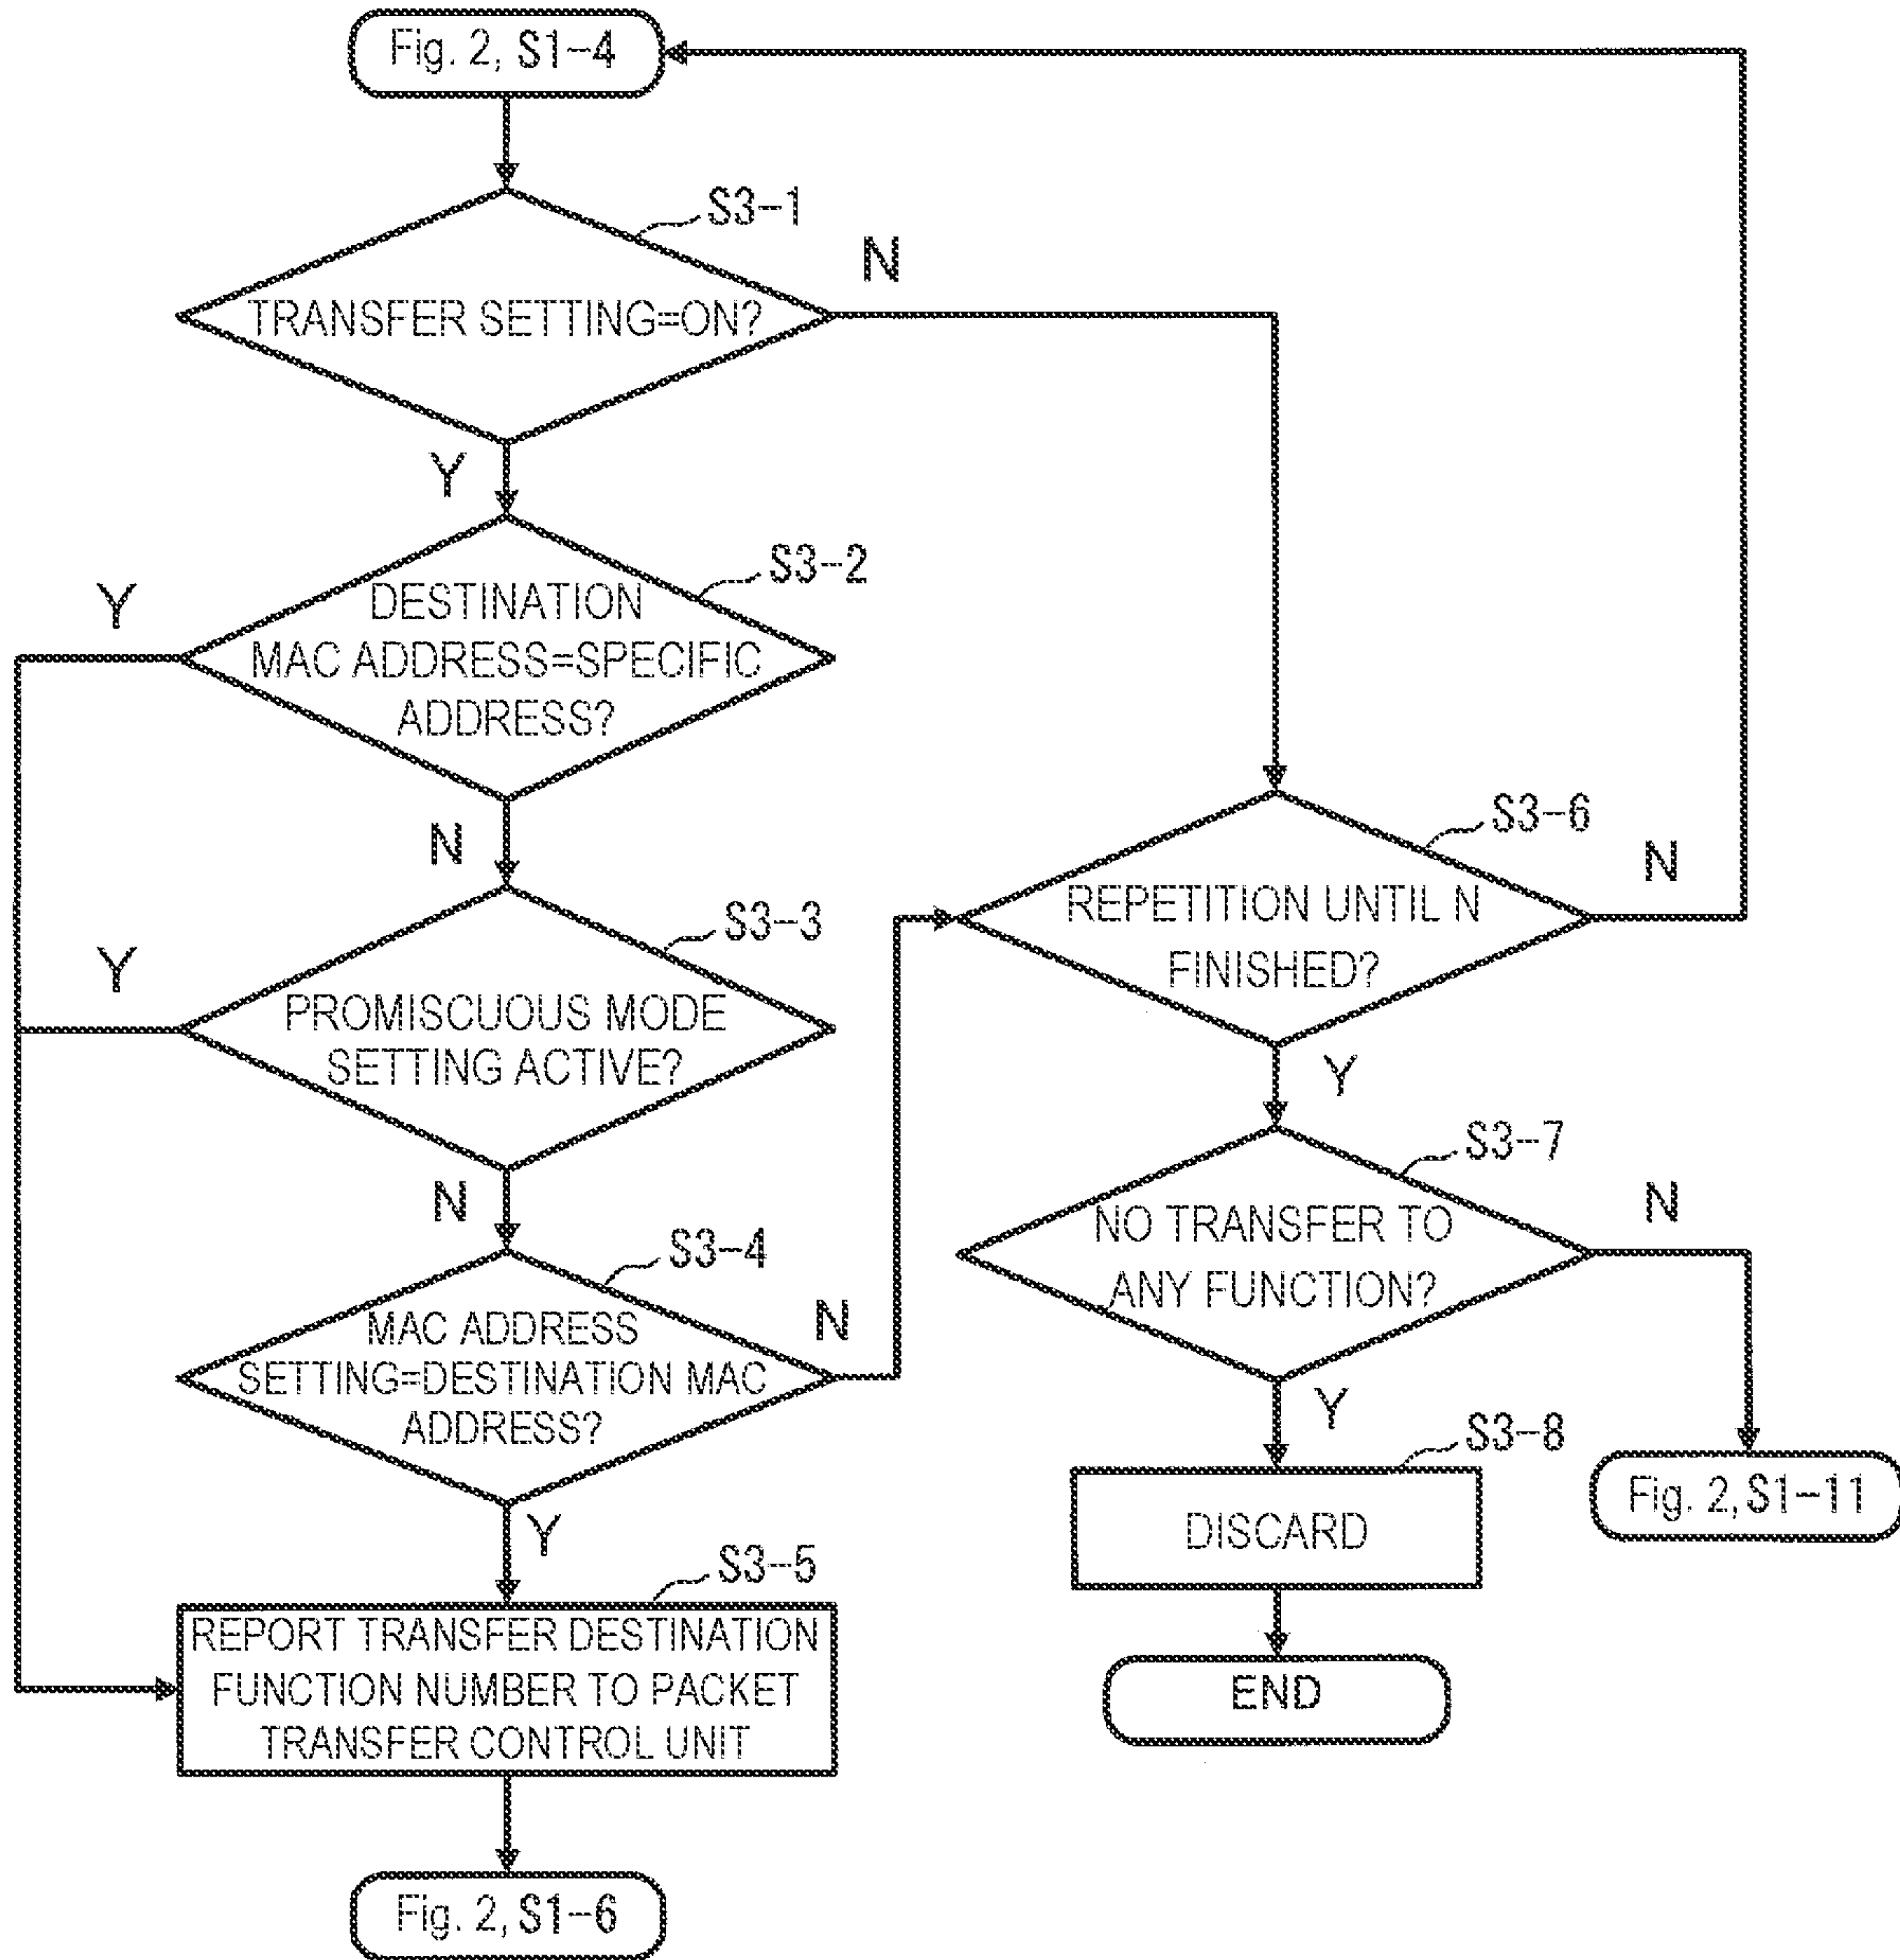 Fig. 2, S1-4
S3-1
N
TRANSFER SETTING=ON?
Y
S3-2
Y
DESTINATION
MAC ADDRESS=SPECIFIC
ADDRESS?
N
S3-3
Y
PROMISCUOUS MODE
SETTING ACTIVE?
N
S3-4
MAC ADDRESS
SETTING=DESTINATION MAC
ADDRESS?
N
Y
S3-5
REPORT TRANSFER DESTINATION
FUNCTION NUMBER TO PACKET
TRANSFER CONTROL UNIT
Fig. 2, S1-6
S3-6
N
REPETITION UNTIL N
FINISHED?
Y
S3-7
N
NO TRANSFER TO
ANY FUNCTION?
Y
S3-8
DISCARD
Fig. 2, S1-11
END